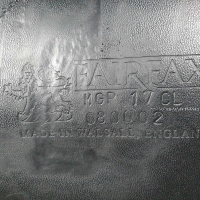 FAIRFAX
MGP 17 CL
080002
MADE IN WALSALL, ENGLAND